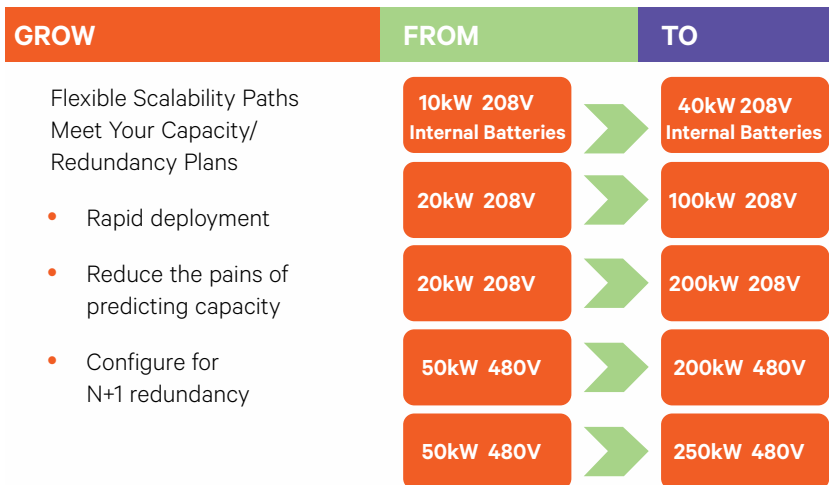 GROW
FROM
TO
Flexible Scalability Paths
Meet Your Capacity/
Redundancy Plans
• Rapid deployment
• Reduce the pains of
predicting capacity
• Configure for
N+1 redundancy
10kW 208V
Internal Batteries
40kW 208V
Internal Batteries
20kW 208V
100kW 208V
20kW 208V
200kW 208V
50kW 480V
200kW 480V
50kW 480V
250kW 480V